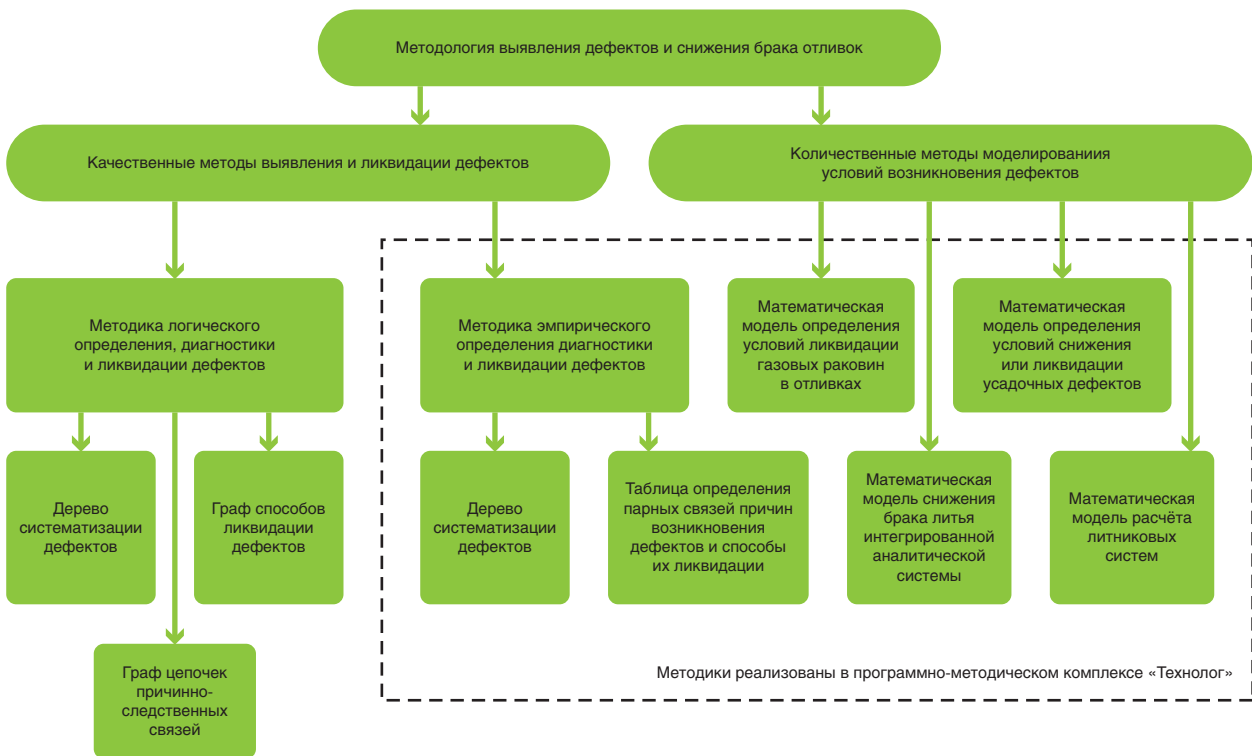 Методология выявления дефектов и снижения брака отливок
Качественные методы выявления и ликвидации дефектов
Количественные методы моделированиия
условий возникновения дефектов
Методика логического
определения, диагностики
и ликвидации дефектов
Методика эмпирического
определения диагностики
и ликвидации дефектов
Математическая
модель определения
условий ликвидации
газовых раковин
в отливках
Математическая
модель определения
условий снижения
или ликвидации
усадочных дефектов
Дерево
систематизации
дефектов
Граф способов
ликвидации
дефектов
Дерево
систематизации
дефектов
Таблица определения
парных связей причин
возникновения
дефектов и способы
их ликвидации
Математическая
модель снижения
брака литья
интегрированной
аналитической
системы
Математическая
модель расчёта
литниковых
систем
Граф цепочек
причинно-
следственных
связей
Методики реализованы в программно-методическом комплексе «Технолог»